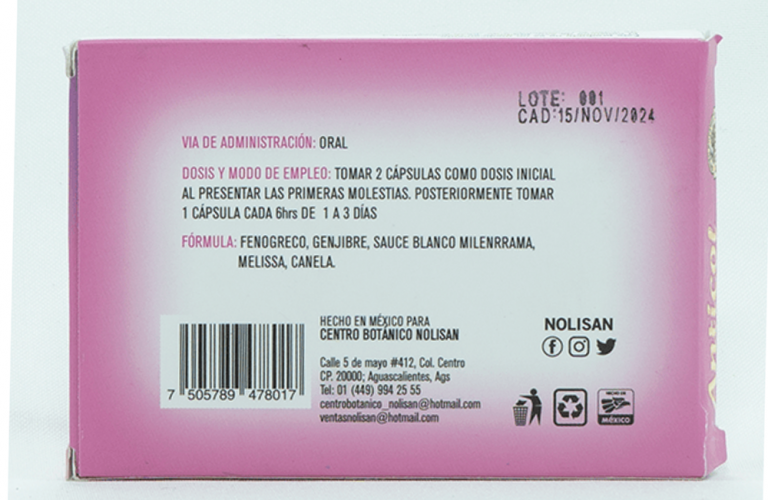 LOTE: 001
CAD:15/NOV/2024
VIA DE ADMINISTRACIÓN: ORAL
DOSIS Y MODO DE EMPLEO: TOMAR 2 CÁPSULAS COMO DOSIS INICIAL
AL PRESENTAR LAS PRIMERAS MOLESTIAS. POSTERIORMENTE TOMAR
1 CÁPSULA CADA 6hrs DE 1 A 3 DÍAS
FÓRMULA: FENOGRECO, GENJIBRE, SAUCE BLANCO MILENRRAMA,
MELISSA, CANELA.
HECHO EN MÉXICO PARA
CENTRO BOTÁNICO NOLISAN
Calle 5 de mayo #412, Col. Centro
CP. 20000; Aguascalientes, Ags
Tel: 01 (449) 994 25 55
centrobotanico_nolisan@hotmail.com
ventasnolisan@hotmail.com
7 505789 478017
NOLISAN
HECHO EN
MÉXICO